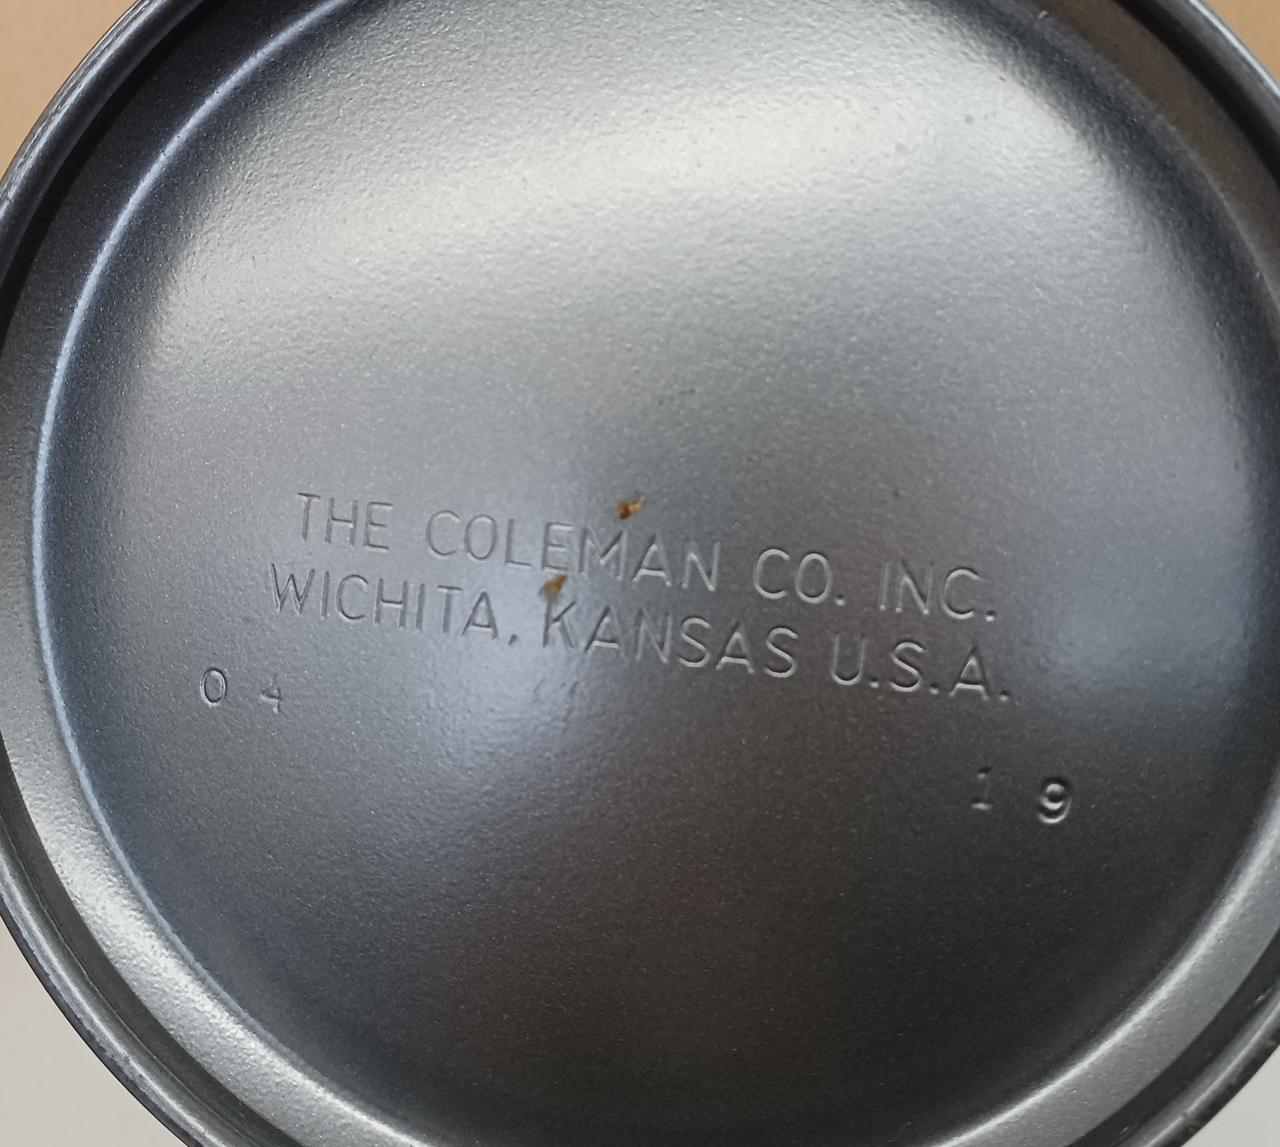 THE COLEMAN CO. INC.
WICHITA, KANSAS U.S.A.
0 4
1 9